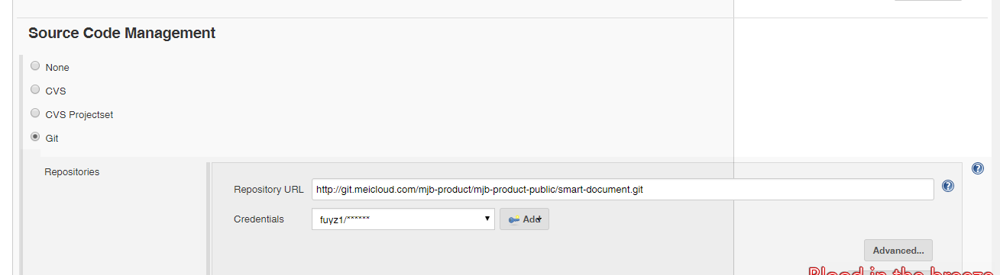 Source Code Management
None
CVS
CVS Projectset
Git
Repositories
Repository URL http://git.meicloud.com/mjb-product/mjb-product-public/smart-document.git
Credentials fuyz1/****** Add
Advanced...
Bleed in the breeze